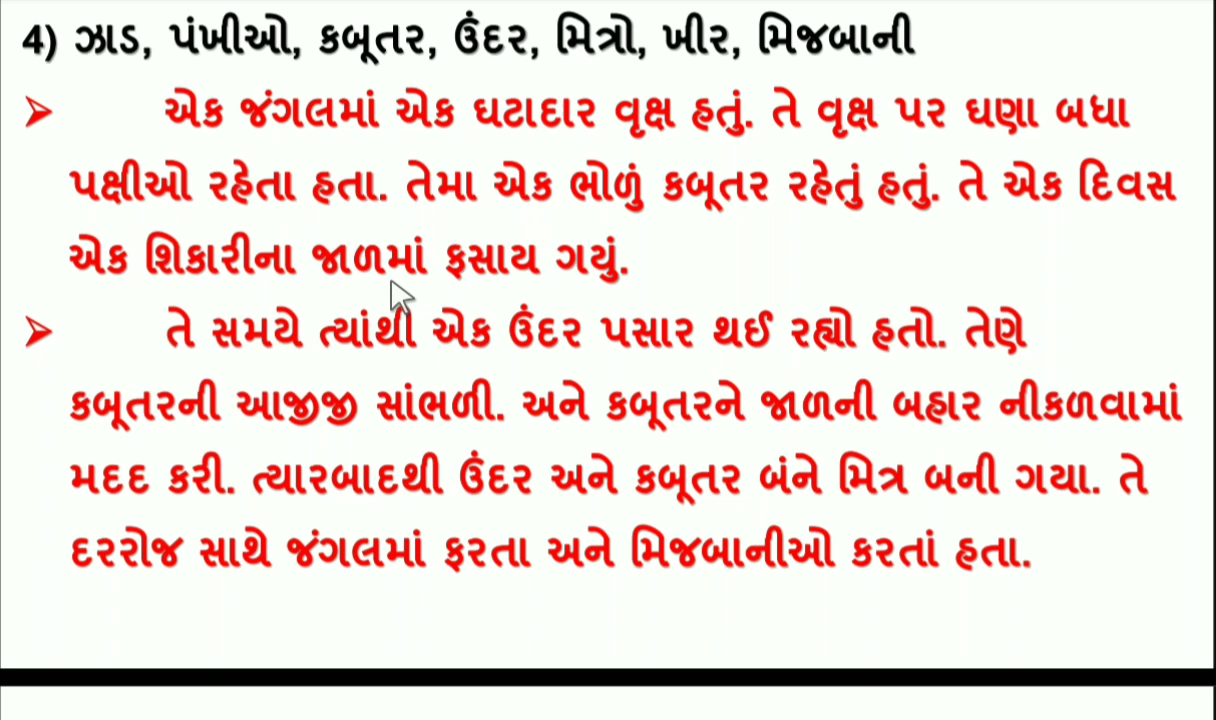 4) ઝાડ, પંખીઓ, કબૂતર, ઉંદર, મિત્રો, ખીર, મિજબાની
➢ એક જંગલમાં એક ઘટાદાર વૃક્ષ હતું. તે વૃક્ષ પર ઘણા બધા
પક્ષીઓ રહેતા હતા. તેમા એક ભોળું કબૂતર રહેતું હતું. તે એક દિવસ
એક શિકારીના જાળમાં ફસાય ગયું.
➢ તે સમયે ત્યાંથી એક ઉંદર પસાર થઈ રહ્યો હતો. તેણે
કબૂતરની આજીજી સાંભળી. અને કબૂતરને જાળની બહાર નીકળવામાં
મદદ કરી. ત્યારબાદથી ઉંદર અને કબૂતર બંને મિત્ર બની ગયા. તે
દરરોજ સાથે જંગલમાં ફરતા અને મિજબાનીઓ કરતાં હતા.